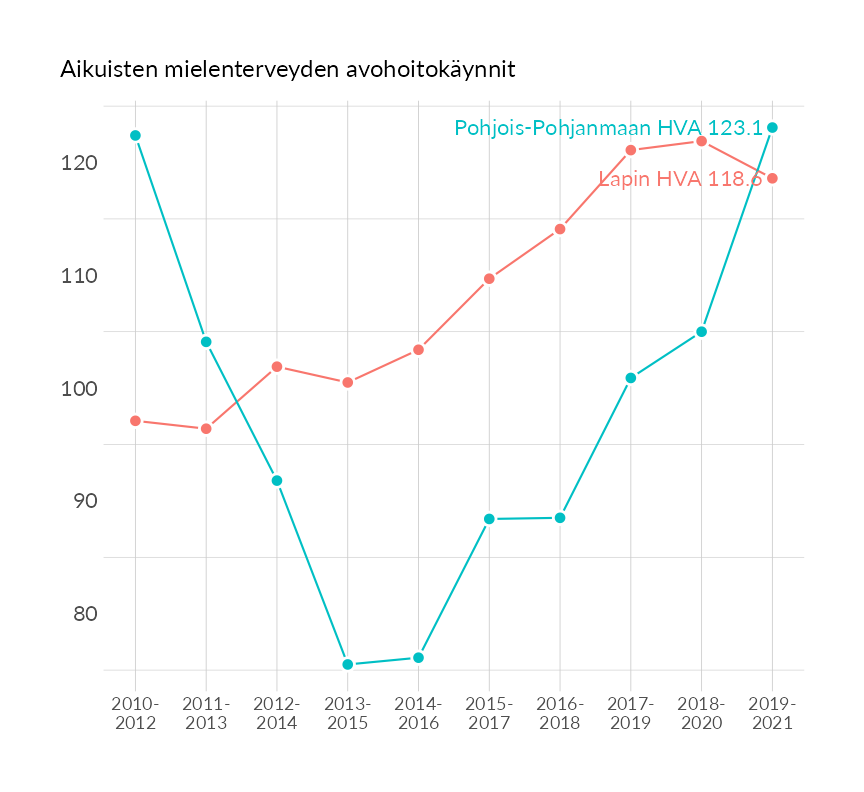 Aikuisten mielenterveyden avohoitokäynnit
Pohjois-Pohjanmaan HVA 123.1
120
Lapin HVA 118.6
110
100
90
80
2010- 2011- 2012- 2013- 2014- 2015- 2016- 2017- 2018- 2019-
2012 2013 2014 2015 2016 2017 2018 2019 2020 2021